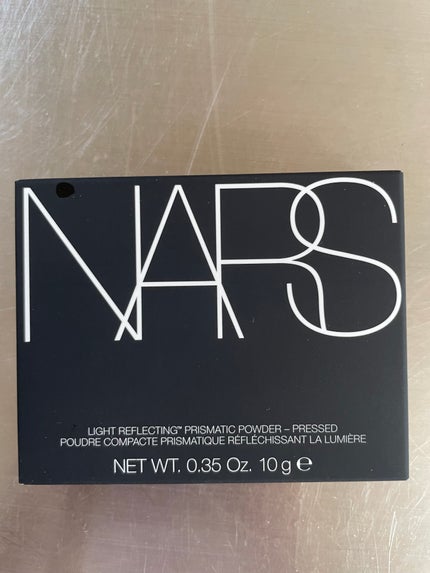 NARS
LIGHT REFLECTING™ PRISMATIC POWDER – PRESSED
POUDRE COMPACTE PRISMATIQUE RÉFLÉCHISSANT LA LUMIÈRE
NET WT. 0.35 Oz. 10 g ℮